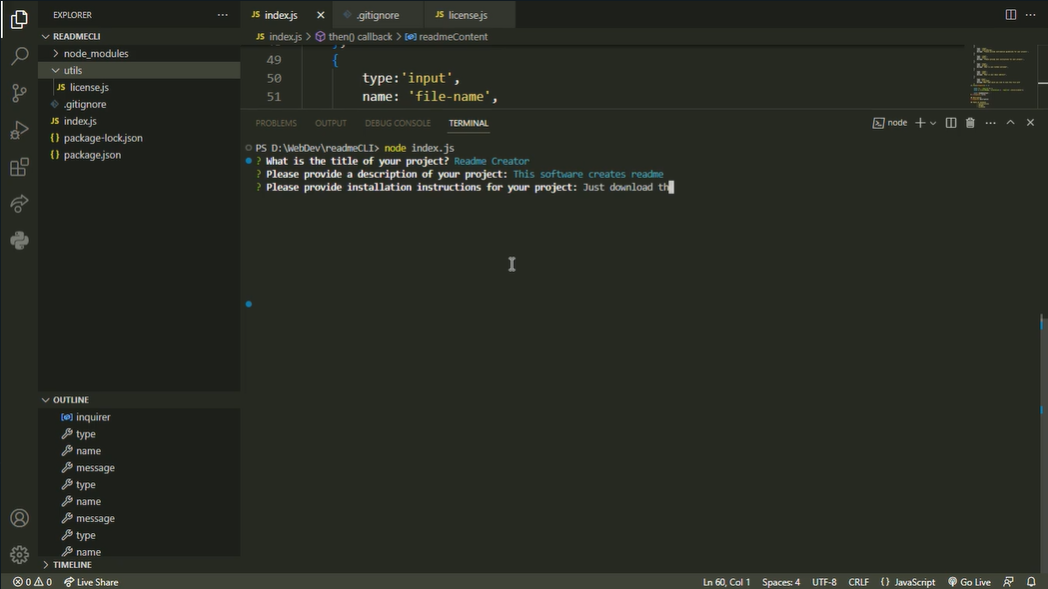 EXPLORER
index.js
.gitignore
license.js
READMECLI
index.js > then() callback > readmeContent
node_modules
utils
license.js
.gitignore
index.js
package-lock.json
package.json
49 {
50 type:'input',
51 name: 'file-name',
PROBLEMS OUTPUT DEBUG CONSOLE TERMINAL
node
PS D:\WebDev\readmeCLI> node index.js
? What is the title of your project? Readme Creator
? Please provide a description of your project: This software creates readme
? Please provide installation instructions for your project: Just download th
OUTLINE
inquirer
type
name
message
type
name
message
type
name
TIMELINE
0 0 Live Share
Ln 60, Col 1 Spaces: 4 UTF-8 CRLF {} JavaScript Go Live